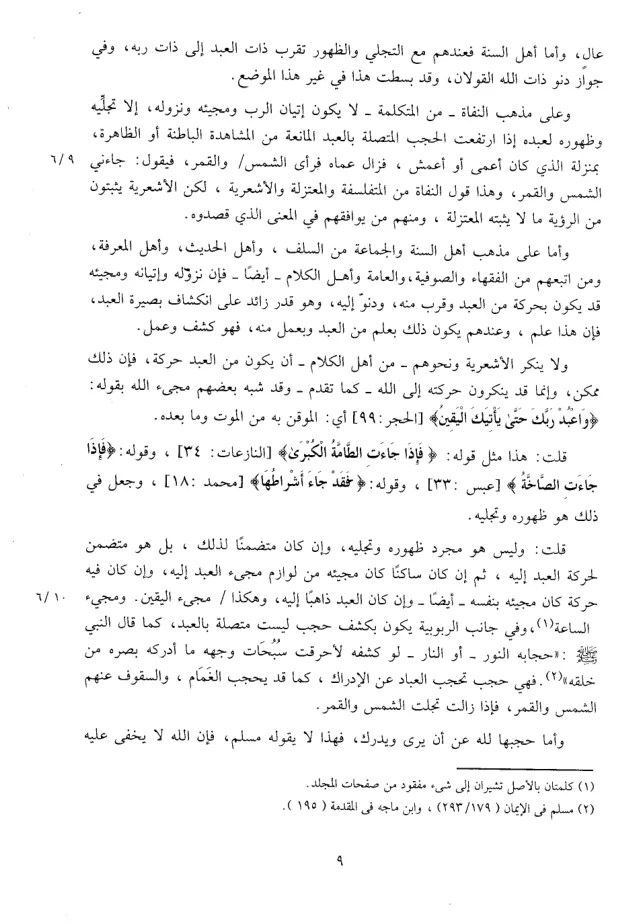 عال، وأما أهل السنة فعندهم مع التجلي والظهور تقرب ذات العبد إلى ذات ربه، وفي
جواز دنو ذات الله القولان، وقد بسطت هذا في غير هذا الموضع.
وعلى مذهب النفاة ـ من المتكلمة ـ لا يكون إتيان الرب ومجيئه ونزوله، إلا تجلِّيه
وظهوره لعبده إذا ارتفعت الحجب المتصلة بالعبد المانعة من المشاهدة الباطنة أو الظاهرة،
بمنزلة الذي كان أعمى أو أعمش ، فزال عماه فرأى الشمس/ والقمر، فيقول: جاءني
٦/٩
الشمس والقمر، وهذا قول النفاة من المتفلسفة والمعتزلة والأشعرية ، لكن الأشعرية يثبتون
من الرؤية ما لا يثبته المعتزلة ، ومنهم من يوافقهم في المعنى الذي قصدوه.
وأما على مذهب أهل السنة والجماعة من السلف ، وأهل الحديث، وأهل المعرفة،
ومن اتبعهم من الفقهاء والصوفية،والعامة وأهل الكلام ـ أيضًا ـ فإن نزوله وإتيانه ومجيئه
قد يكون بحركة من العبد وقرب منه، ودنوّ إليه، وهو قدر زائد على انكشاف بصيرة العبد،
فإن هذا علم ، وعندهم يكون ذلك بعلم من العبد وبعمل منه، فهو كشف وعمل.
ولا ينكر الأشعرية ونحوهم ـ من أهل الكلام ـ أن يكون من العبد حركة، فإن ذلك
ممكن، وإنما قد ينكرون حركته إلى الله ـ كما تقدم ـ وقد شبه بعضهم مجيء الله بقوله:
﴿وَاعْبُدْ رَبَّكَ حَتَّىٰ يَأْتِيَكَ الْيَقِينُ﴾ [الحجر:٩٩] أي: الموقن به من الموت وما بعده.
قلت: هذا مثل قوله: ﴿ فَإِذَا جَاءَتِ الطَّامَّةُ الْكُبْرَىٰ﴾ [النازعات: ٣٤] ، وقوله:﴿فَإِذَا
جَاءَتِ الصَّاخَّةُ ﴾ [عبس :٣٣] ، وقوله:﴿ فَقَدْ جَاءَ أَشْرَاطُهَا﴾ [محمد :١٨] ، وجعل في
ذلك هو ظهوره وتجليه.
قلت : وليس هو مجرد ظهوره وتجليه، وإن كان متضمنًا لذلك ، بل هو متضمن
لحركة العبد إليه ، ثم إن كان ساكنًا كان مجيئه من لوازم مجيء العبد إليه، وإن كان فيه
حركة كان مجيئه بنفسه ـ أيضًا ـ وإن كان العبد ذاهبًا إليه، وهكذا / مجيء اليقين. ومجيء
٦/١٠
الساعة(١)، وفي جانب الربوبية يكون بكشف حجب ليست متصلة بالعبد، كما قال النبي
ﷺ :«حجابه النور ـ أو النار ـ لو كشفه لأحرقت سُبُحَات وجهه ما أدركه بصره من
خلقه»(٢).فهي حجب تحجب العباد عن الإدراك ، كما قد يحجب الغَمَام ، والسقوف عنهم
الشمس والقمر، فإذا زالت تجلت الشمس والقمر.
وأما حجبها لله عن أن يرى ويدرك، فهذا لا يقوله مسلم، فإن الله لا يخفى عليه
(١) كلمتان بالأصل تشيران إلى شيء مفقود من صفحات المجلد.
(٢) مسلم في الإيمان ( ٢٩٣/١٧٩) ، وابن ماجه في المقدمة ( ١٩٥ ).
٩